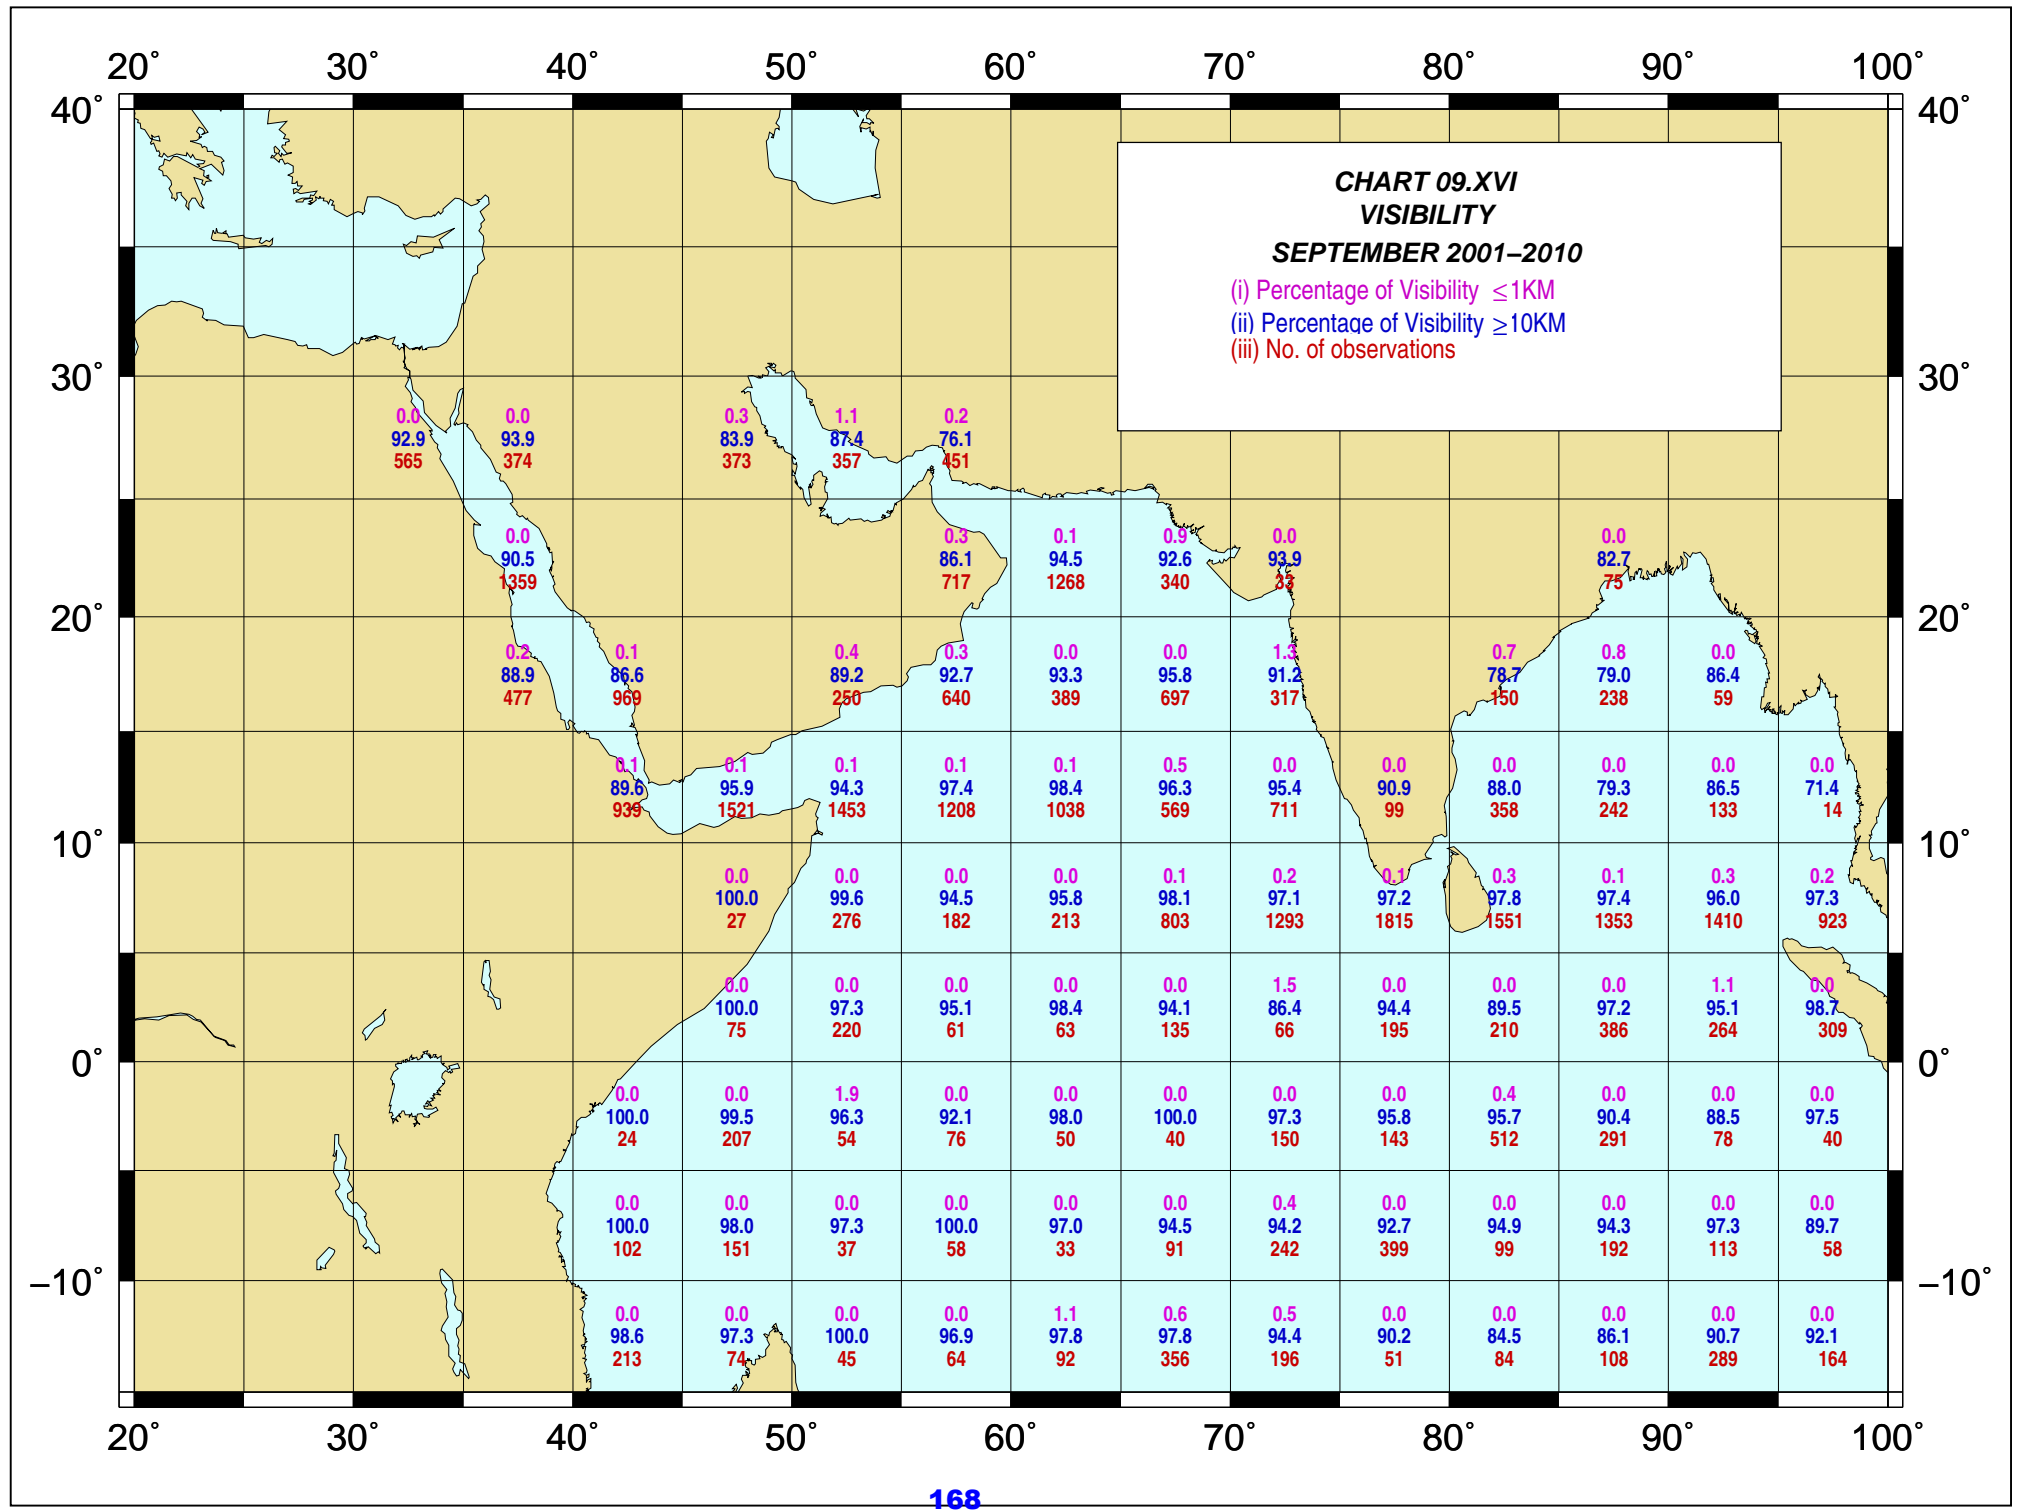 20° 30° 40° 50° 60° 70° 80° 90° 100°
40° 40°
CHART 09.XVI
VISIBILITY
SEPTEMBER 2001–2010
(i) Percentage of Visibility ≤1KM
(ii) Percentage of Visibility ≥10KM
(iii) No. of observations
30° 30°
0.0 0.0 0.3 1.1 0.2
92.9 93.9 83.9 87.4 76.1
565 374 373 357 451
0.0 0.3 0.1 0.9 0.0 0.0
90.5 86.1 94.5 92.6 93.9 82.7
1359 717 1268 340 33 75
20° 20°
0.2 0.1 0.4 0.3 0.0 0.0 1.3 0.7 0.8 0.0
88.9 86.6 89.2 92.7 93.3 95.8 91.2 78.7 79.0 86.4
477 969 250 640 389 697 317 150 238 59
0.1 0.1 0.1 0.1 0.1 0.5 0.0 0.0 0.0 0.0 0.0 0.0
89.6 95.9 94.3 97.4 98.4 96.3 95.4 90.9 88.0 79.3 86.5 71.4
939 1521 1453 1208 1038 569 711 99 358 242 133 14
10° 10°
0.0 0.0 0.0 0.0 0.1 0.2 0.1 0.3 0.1 0.3 0.2
100.0 99.6 94.5 95.8 98.1 97.1 97.2 97.8 97.4 96.0 97.3
27 276 182 213 803 1293 1815 1551 1353 1410 923
0.0 0.0 0.0 0.0 0.0 1.5 0.0 0.0 0.0 1.1 0.0
100.0 97.3 95.1 98.4 94.1 86.4 94.4 89.5 97.2 95.1 98.7
75 220 61 63 135 66 195 210 386 264 309
0° 0°
0.0 0.0 1.9 0.0 0.0 0.0 0.0 0.0 0.4 0.0 0.0 0.0
100.0 99.5 96.3 92.1 98.0 100.0 97.3 95.8 95.7 90.4 88.5 97.5
24 207 54 76 50 40 150 143 512 291 78 40
0.0 0.0 0.0 0.0 0.0 0.0 0.4 0.0 0.0 0.0 0.0 0.0
100.0 98.0 97.3 100.0 97.0 94.5 94.2 92.7 94.9 94.3 97.3 89.7
102 151 37 58 33 91 242 399 99 192 113 58
–10° –10°
0.0 0.0 0.0 0.0 1.1 0.6 0.5 0.0 0.0 0.0 0.0 0.0
98.6 97.3 100.0 96.9 97.8 97.8 94.4 90.2 84.5 86.1 90.7 92.1
213 74 45 64 92 356 196 51 84 108 289 164
20° 30° 40° 50° 60° 70° 80° 90° 100°
168